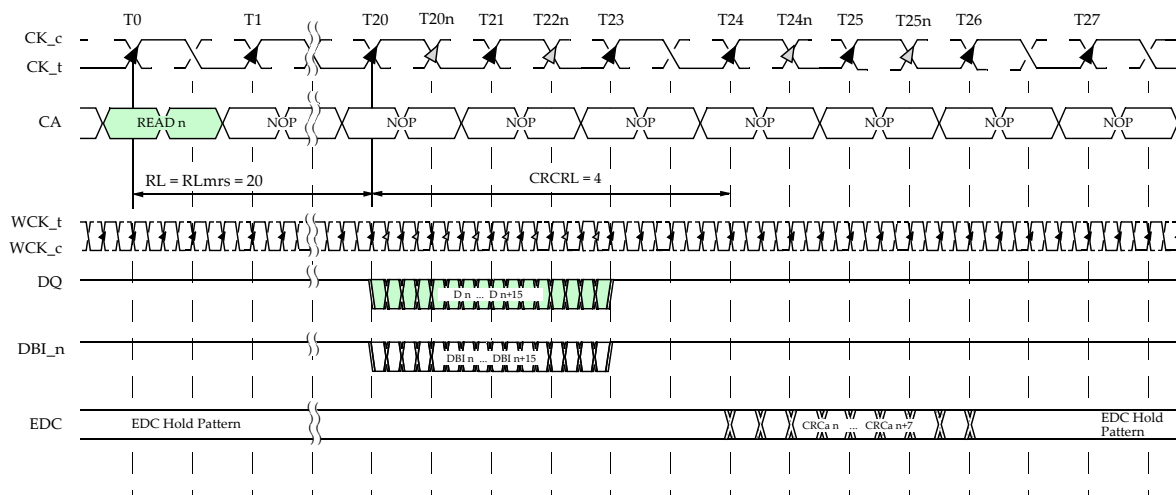 T0 T1 T20 T20n T21 T22n T23 T24 T24n T25 T25n T26 T27
CK_c
CK_t
CA READ n NOP NOP NOP NOP NOP NOP NOP NOP
RL = RLmrs = 20 CRCRL = 4
WCK_t
WCK_c
DQ
D n ... D n+15
DBI_n
DBI n ... DBI n+15
EDC EDC Hold Pattern CRCa n ... CRCa n+7 EDC Hold
Pattern